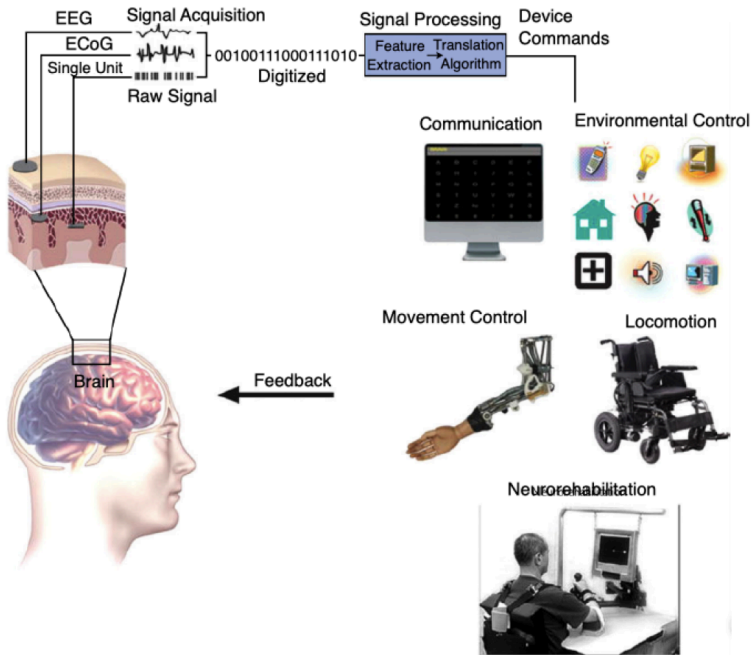 EEG
Signal Acquisition
ECoG
Single Unit
Raw Signal
00100111000111010
Digitized
Signal Processing
Feature Extraction
Translation Algorithm
Device
Commands
Communication
Environmental Control
Movement Control
Locomotion
Brain
Feedback
Neurorehabilitation